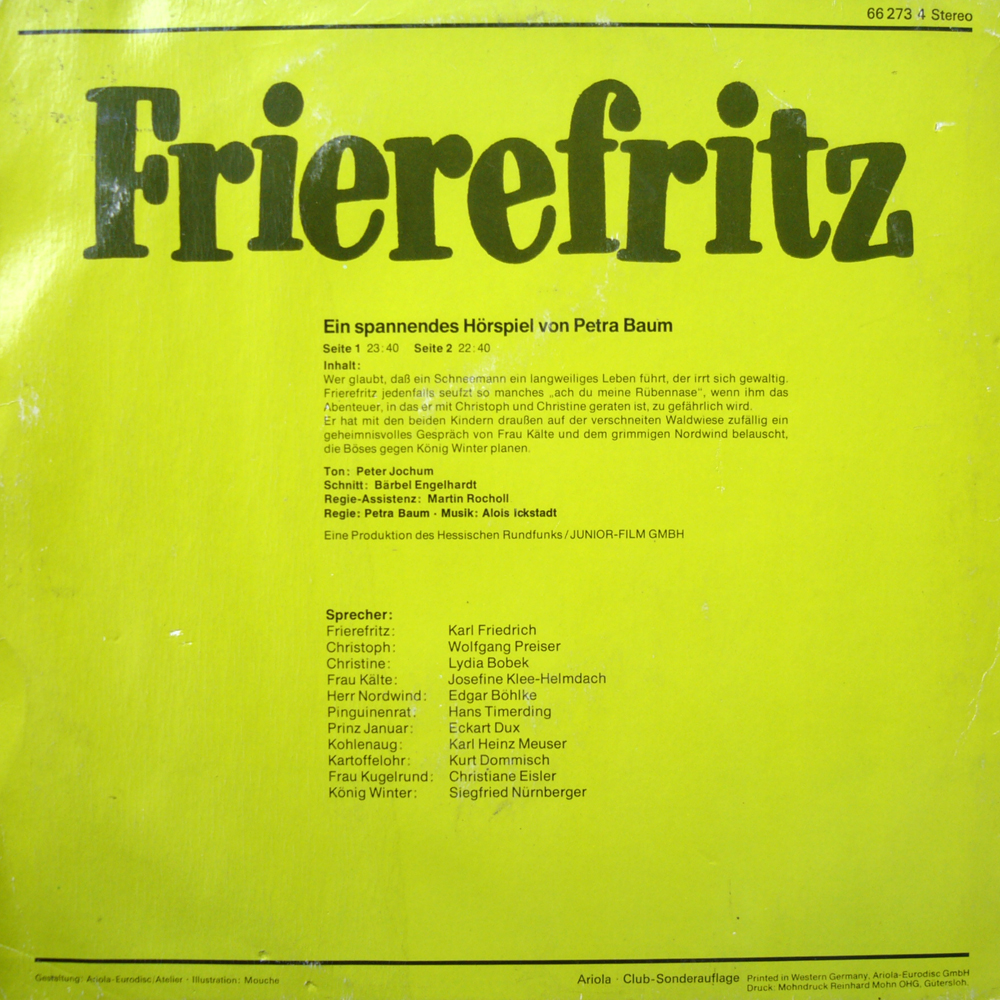 66 273 4 Stereo
Frierefritz
Ein spannendes Hörspiel von Petra Baum
Seite 1 23:40 Seite 2 22:40
Inhalt:
Wer glaubt, daß ein Schneemann ein langweiliges Leben führt, der irrt sich gewaltig.
Frierefritz jedenfalls seufzt so manches „ach du meine Rübennase“, wenn ihm das
Abenteuer, in das er mit Christoph und Christine geraten ist, zu gefährlich wird.
Er hat mit den beiden Kindern draußen auf der verschneiten Waldwiese zufällig ein
geheimnisvolles Gespräch von Frau Kälte und dem grimmigen Nordwind belauscht,
die Böses gegen König Winter planen.
Ton: Peter Jochum
Schnitt: Bärbel Engelhardt
Regie-Assistenz: Martin Rocholl
Regie: Petra Baum · Musik: Alois Ickstadt
Eine Produktion des Hessischen Rundfunks/JUNIOR-FILM GMBH
Sprecher:
Frierefritz: Karl Friedrich
Christoph: Wolfgang Preiser
Christine: Lydia Bobek
Frau Kälte: Josefine Klee-Helmdach
Herr Nordwind: Edgar Böhlke
Pinguinenrat: Hans Timerding
Prinz Januar: Eckart Dux
Kohlenaug: Karl Heinz Meuser
Kartoffelohr: Kurt Dommisch
Frau Kugelrund: Christiane Eisler
König Winter: Siegfried Nürnberger
Gestaltung: Ariola-Eurodisc/Atelier · Illustration: Mouche
Ariola · Club-Sonderauflage
Printed in Western Germany, Ariola-Eurodisc GmbH
Druck: Mohndruck Reinhard Mohn OHG, Gütersloh.